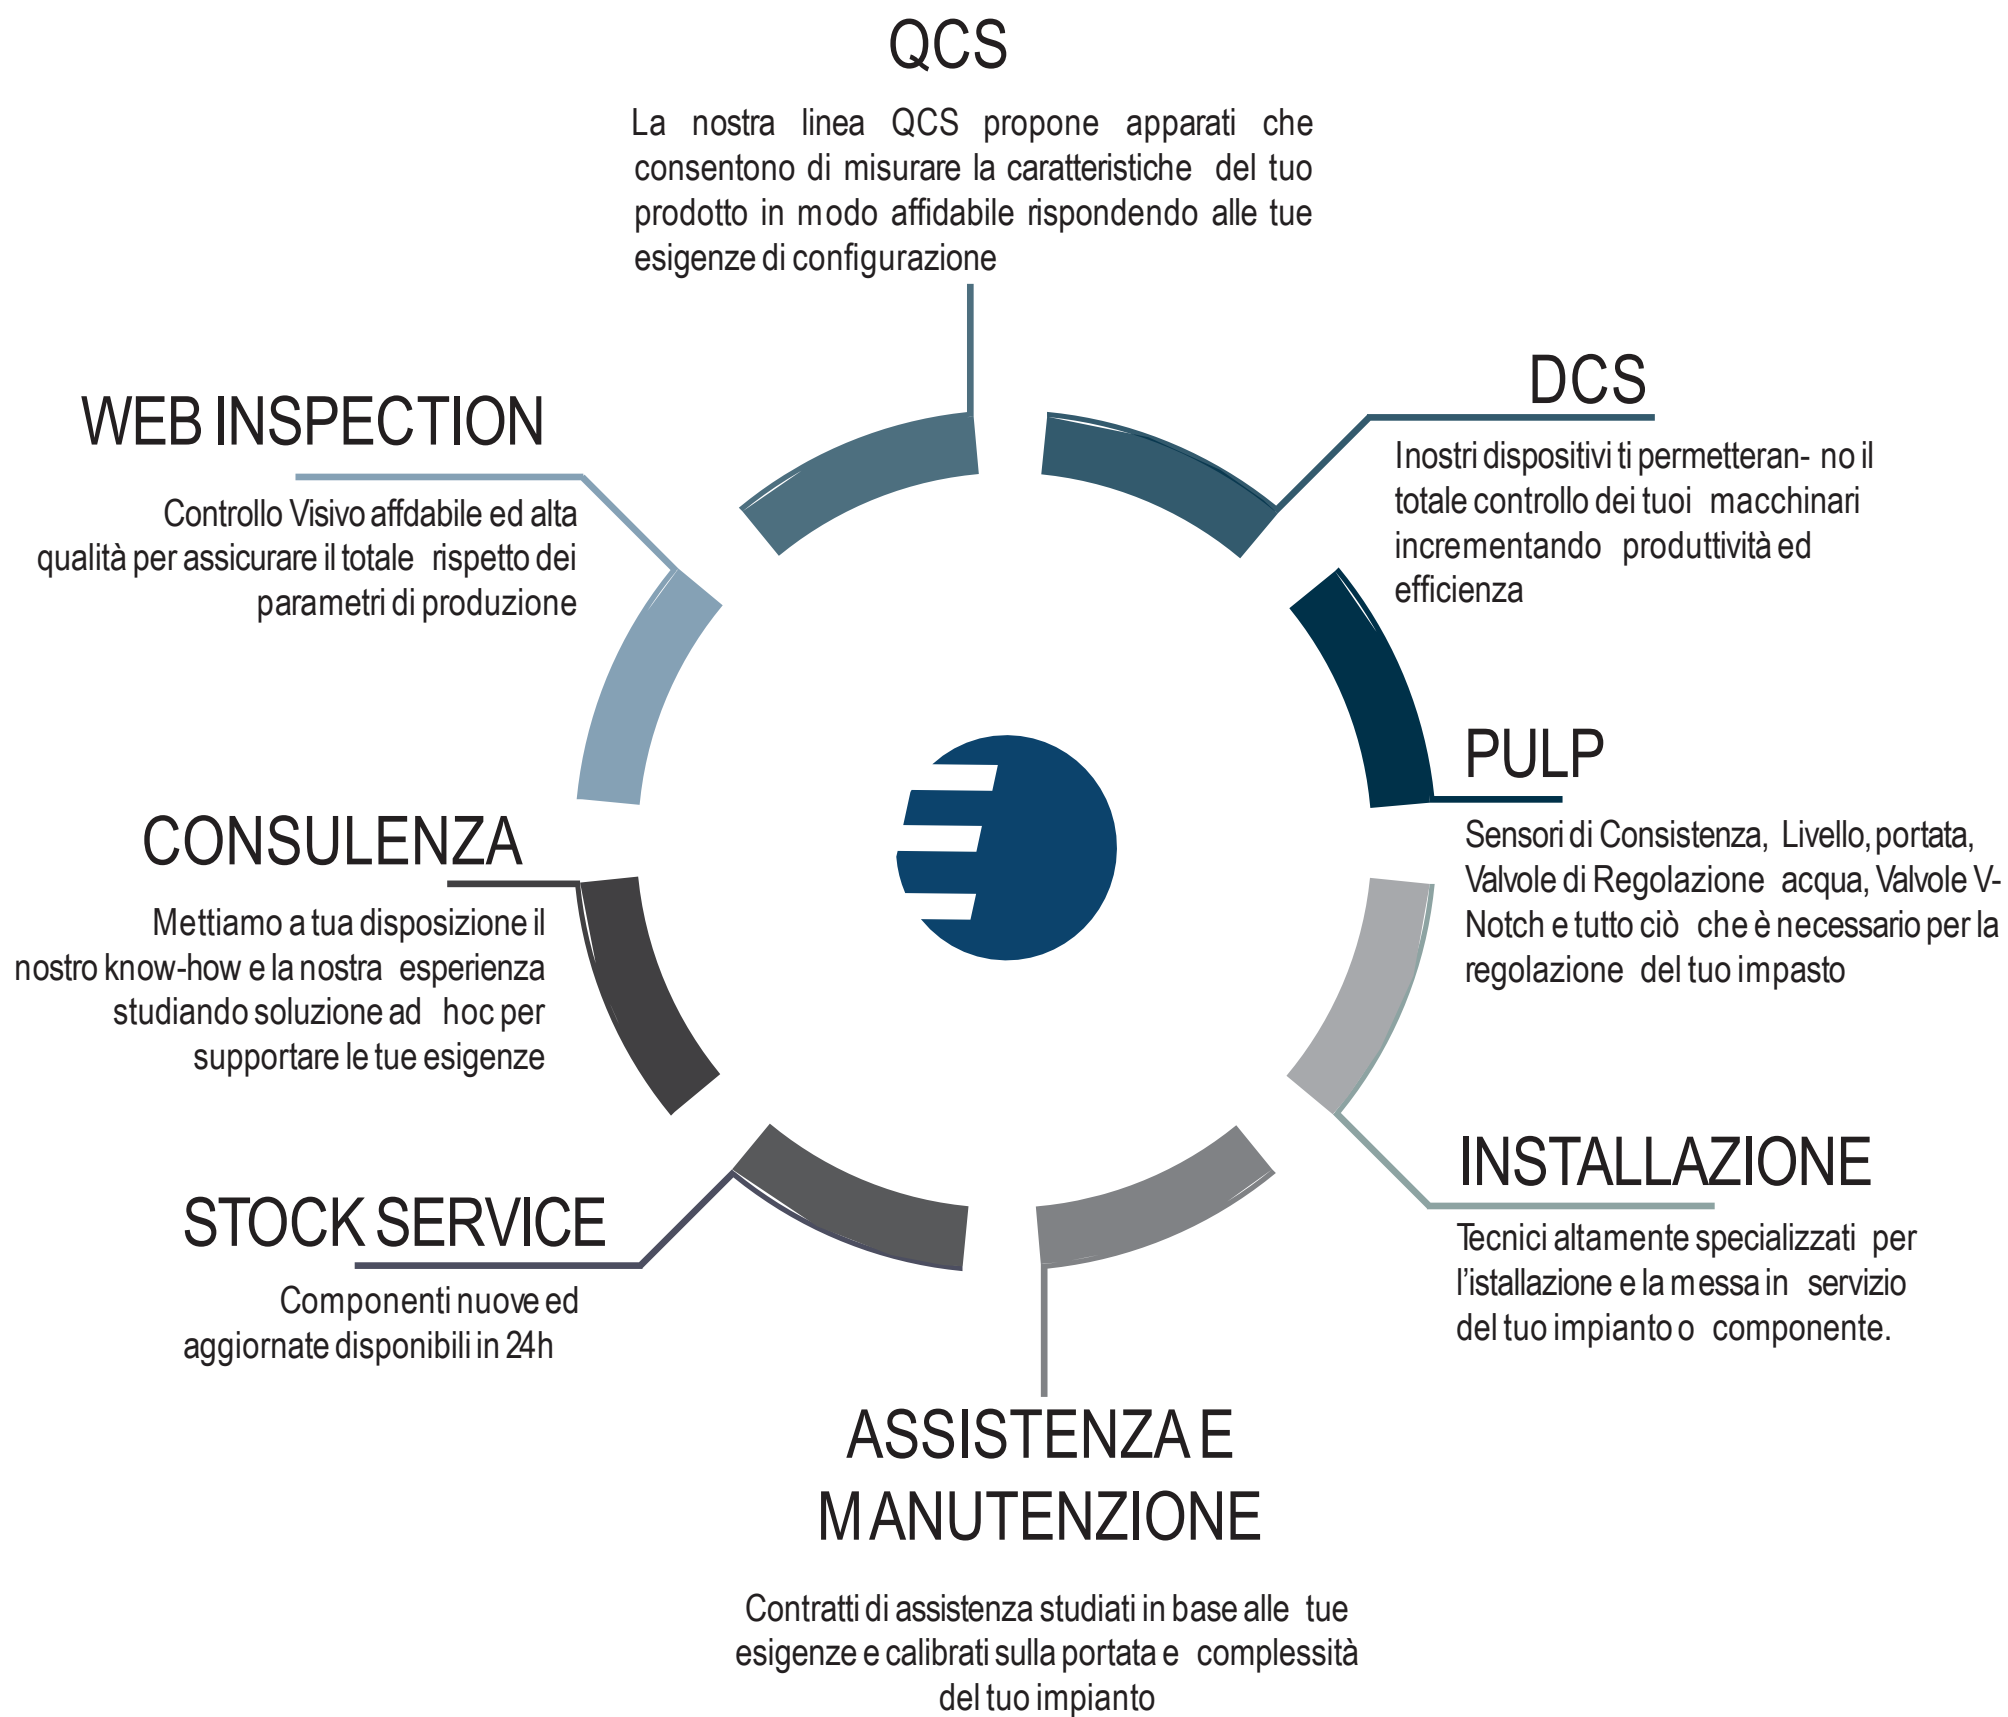 QCS
La nostra linea QCS propone apparati che
consentono di misurare la caratteristiche del tuo
prodotto in modo affidabile rispondendo alle tue
esigenze di configurazione
DCS
I nostri dispositivi ti permetteran- no il
totale controllo dei tuoi macchinari
incrementando produttività ed
efficienza
PULP
Sensori di Consistenza, Livello, portata,
Valvole di Regolazione acqua, Valvole V-
Notch e tutto ciò che è necessario per la
regolazione del tuo impasto
INSTALLAZIONE
Tecnici altamente specializzati per
l'istallazione e la messa in servizio
del tuo impianto o componente.
ASSISTENZA E
MANUTENZIONE
Contratti di assistenza studiati in base alle tue
esigenze e calibrati sulla portata e complessità
del tuo impianto
STOCK SERVICE
Componenti nuove ed
aggiornate disponibili in 24h
CONSULENZA
Mettiamo a tua disposizione il
nostro know-how e la nostra esperienza
studiando soluzione ad hoc per
supportare le tue esigenze
WEB INSPECTION
Controllo Visivo affdabile ed alta
qualità per assicurare il totale rispetto dei
parametri di produzione